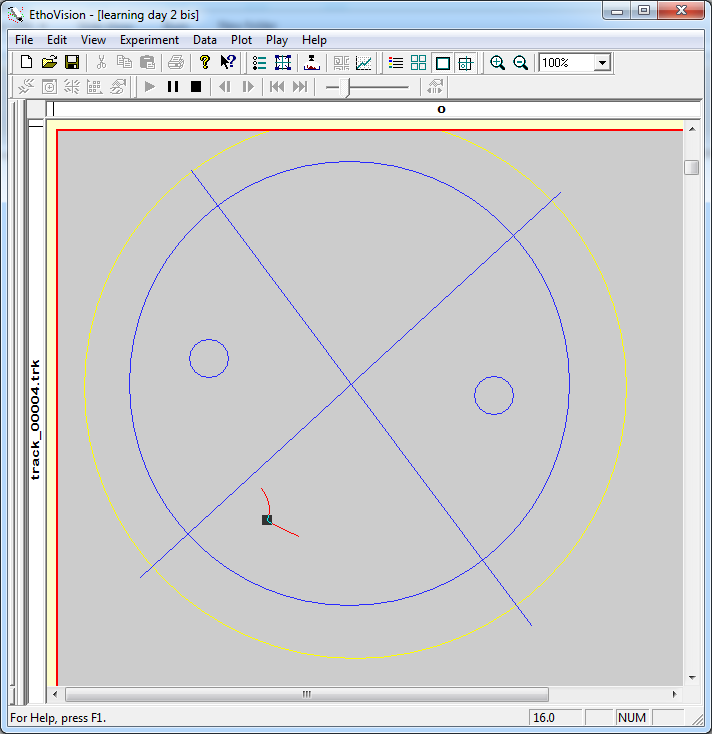 EthoVision - [learning day 2 bis]
File Edit View Experiment Data Plot Play Help
100%
0
track_00004.trk
For Help, press F1.
16.0
NUM